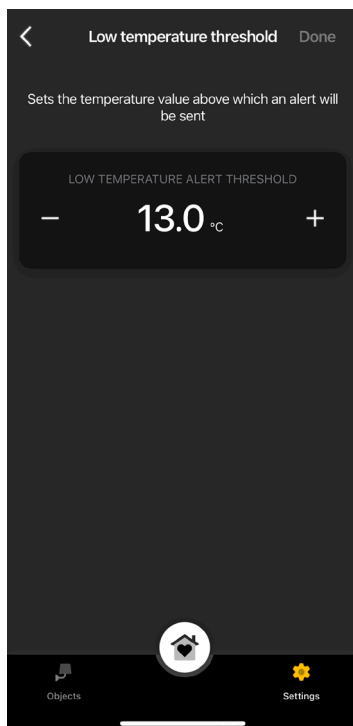 Low temperature threshold Done
Sets the temperature value above which an alert will
be sent
LOW TEMPERATURE ALERT THRESHOLD
− 13.0 °C +
Objects Settings